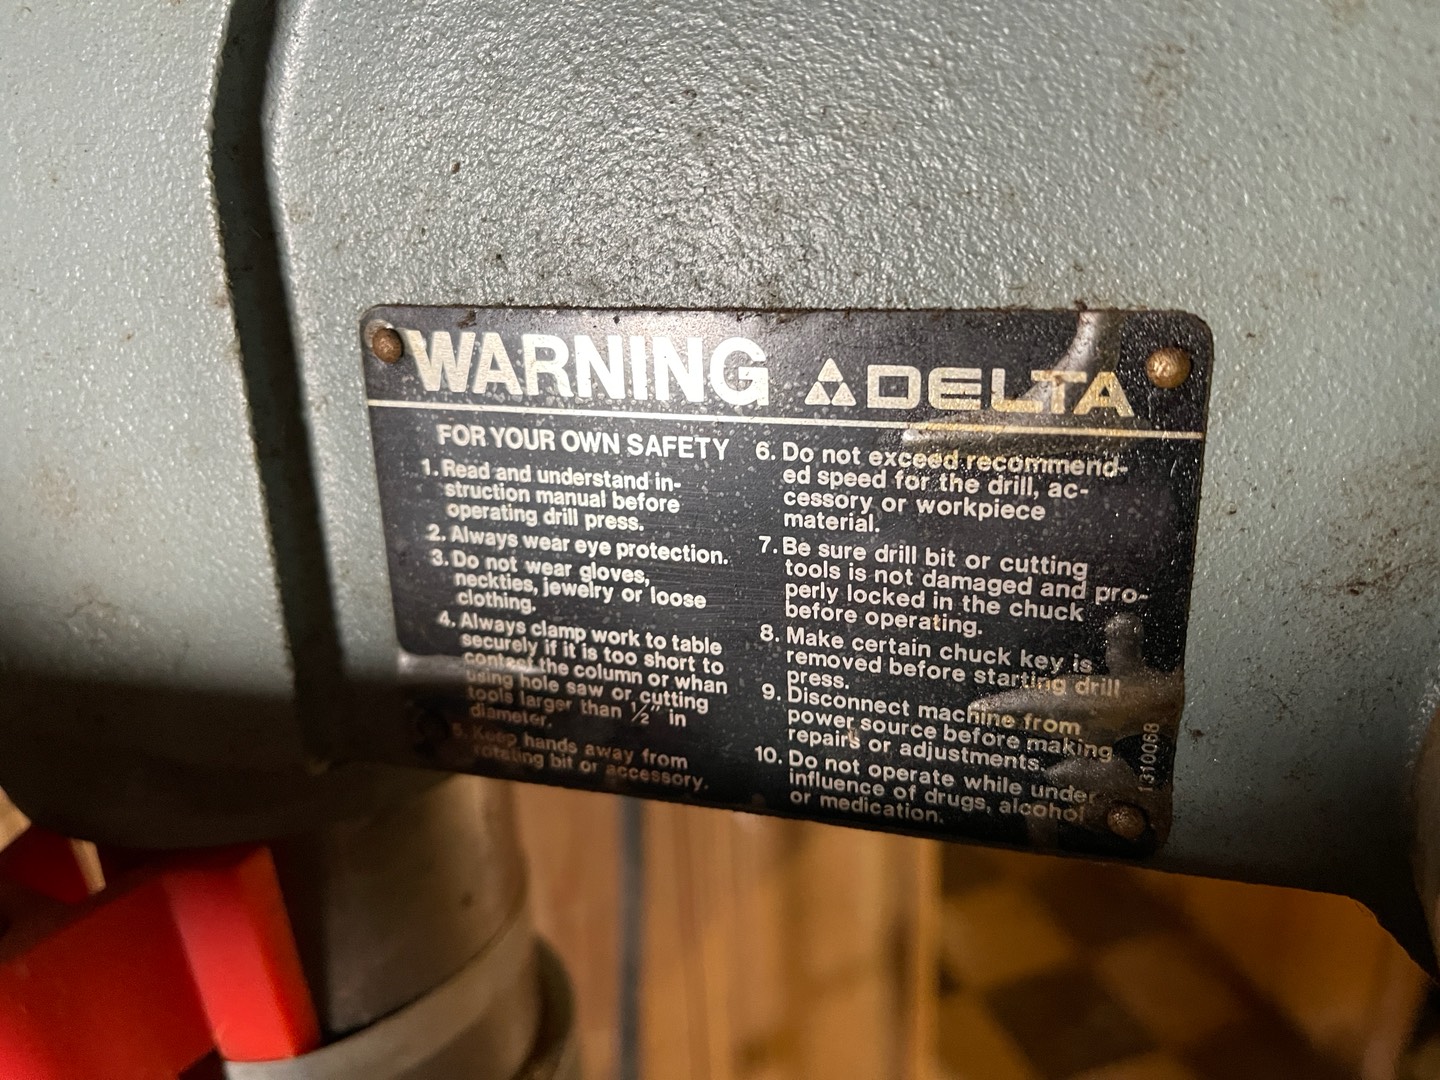 WARNING
DELTA
FOR YOUR OWN SAFETY
1. Read and understand in-
struction manual before
operating drill press.
2. Always wear eye protection.
3. Do not wear gloves,
neckties, jewelry or loose
clothing.
4. Always clamp work to table
securely if it is too short to
contact the column or whan
using hole saw or cutting
tools larger than 1/2" in
diameter.
5. Keep hands away from
rotating bit or accessory.
6. Do not exceed recommend-
ed speed for the drill, ac-
cessory or workpiece
material.
7. Be sure drill bit or cutting
tools is not damaged and pro-
perly locked in the chuck
before operating.
8. Make certain chuck key is
removed before starting drill
press.
9. Disconnect machine from
power source before making
repairs or adjustments.
10. Do not operate while under
influence of drugs, alcohol
or medication.
1310068